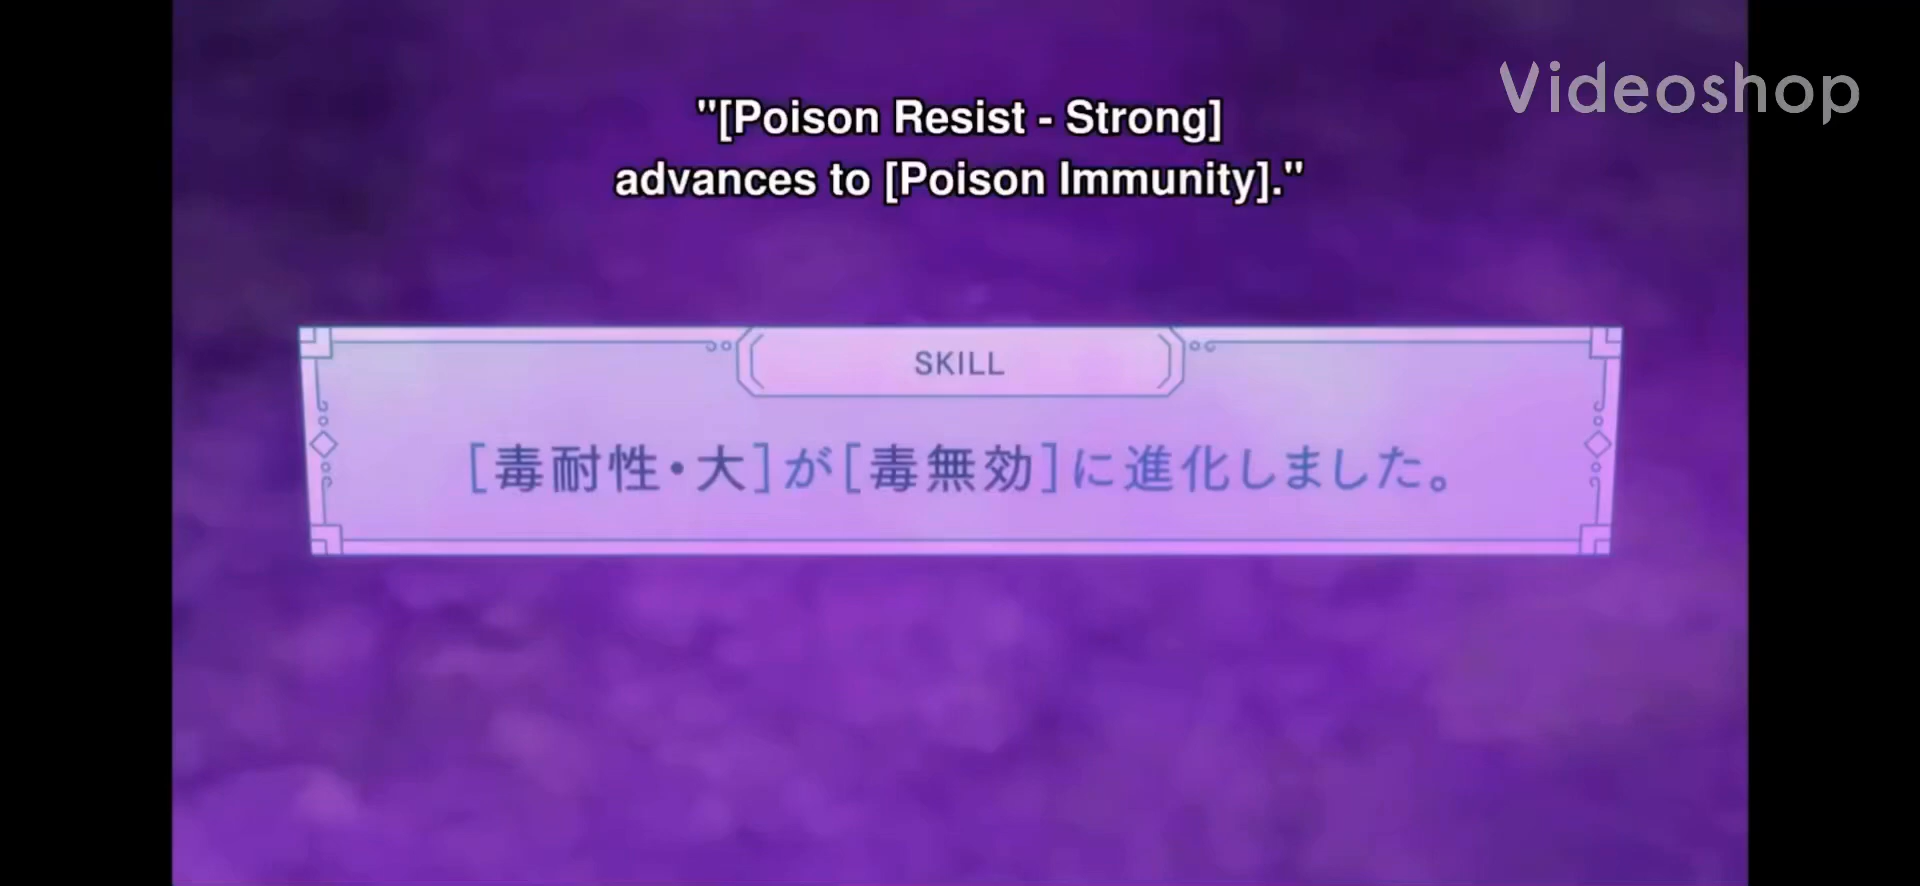 Videoshop
"[Poison Resist - Strong]
advances to [Poison Immunity]."
SKILL
[毒耐性・大]が[毒無効]に進化しました。